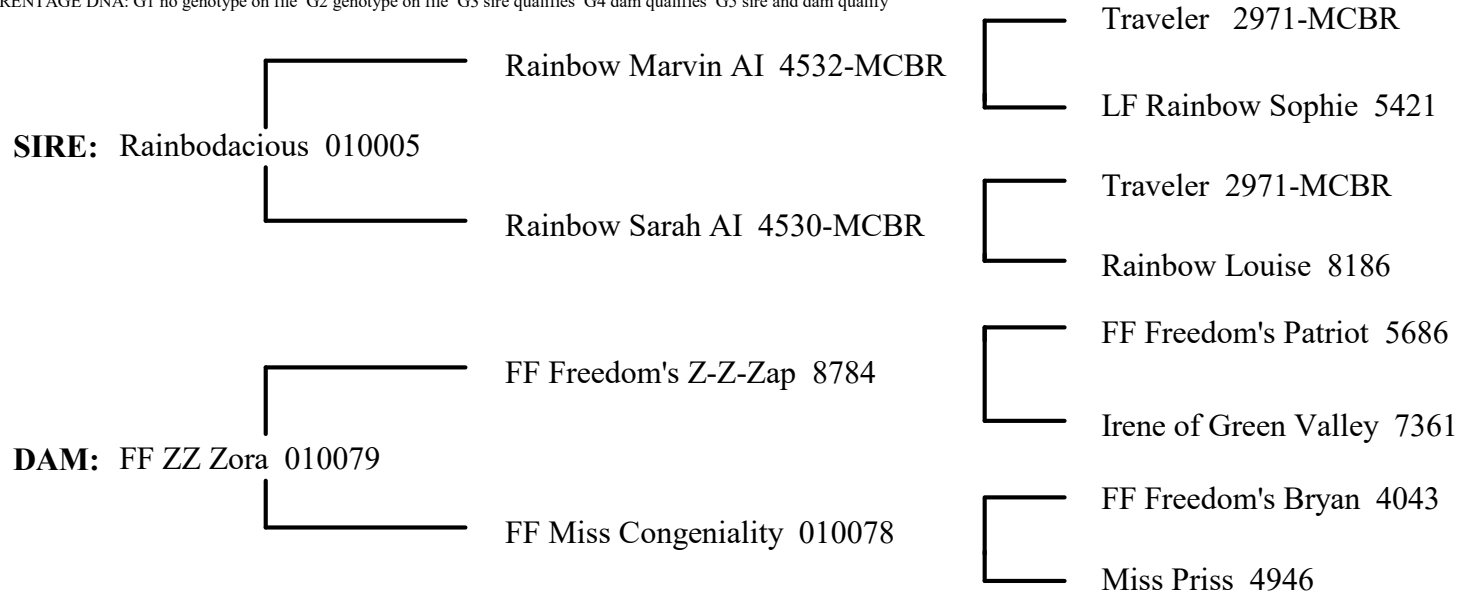 PARENTAGE DNA: G1 no genotype on file G2 genotype on file G3 sire qualifies G4 dam qualifies G5 sire and dam qualify
Traveler 2971-MCBR
Rainbow Marvin AI 4532-MCBR
LF Rainbow Sophie 5421
SIRE: Rainbodacious 010005
Traveler 2971-MCBR
Rainbow Sarah AI 4530-MCBR
Rainbow Louise 8186
FF Freedom's Patriot 5686
FF Freedom's Z-Z-Zap 8784
Irene of Green Valley 7361
DAM: FF ZZ Zora 010079
FF Freedom's Bryan 4043
FF Miss Congeniality 010078
Miss Priss 4946